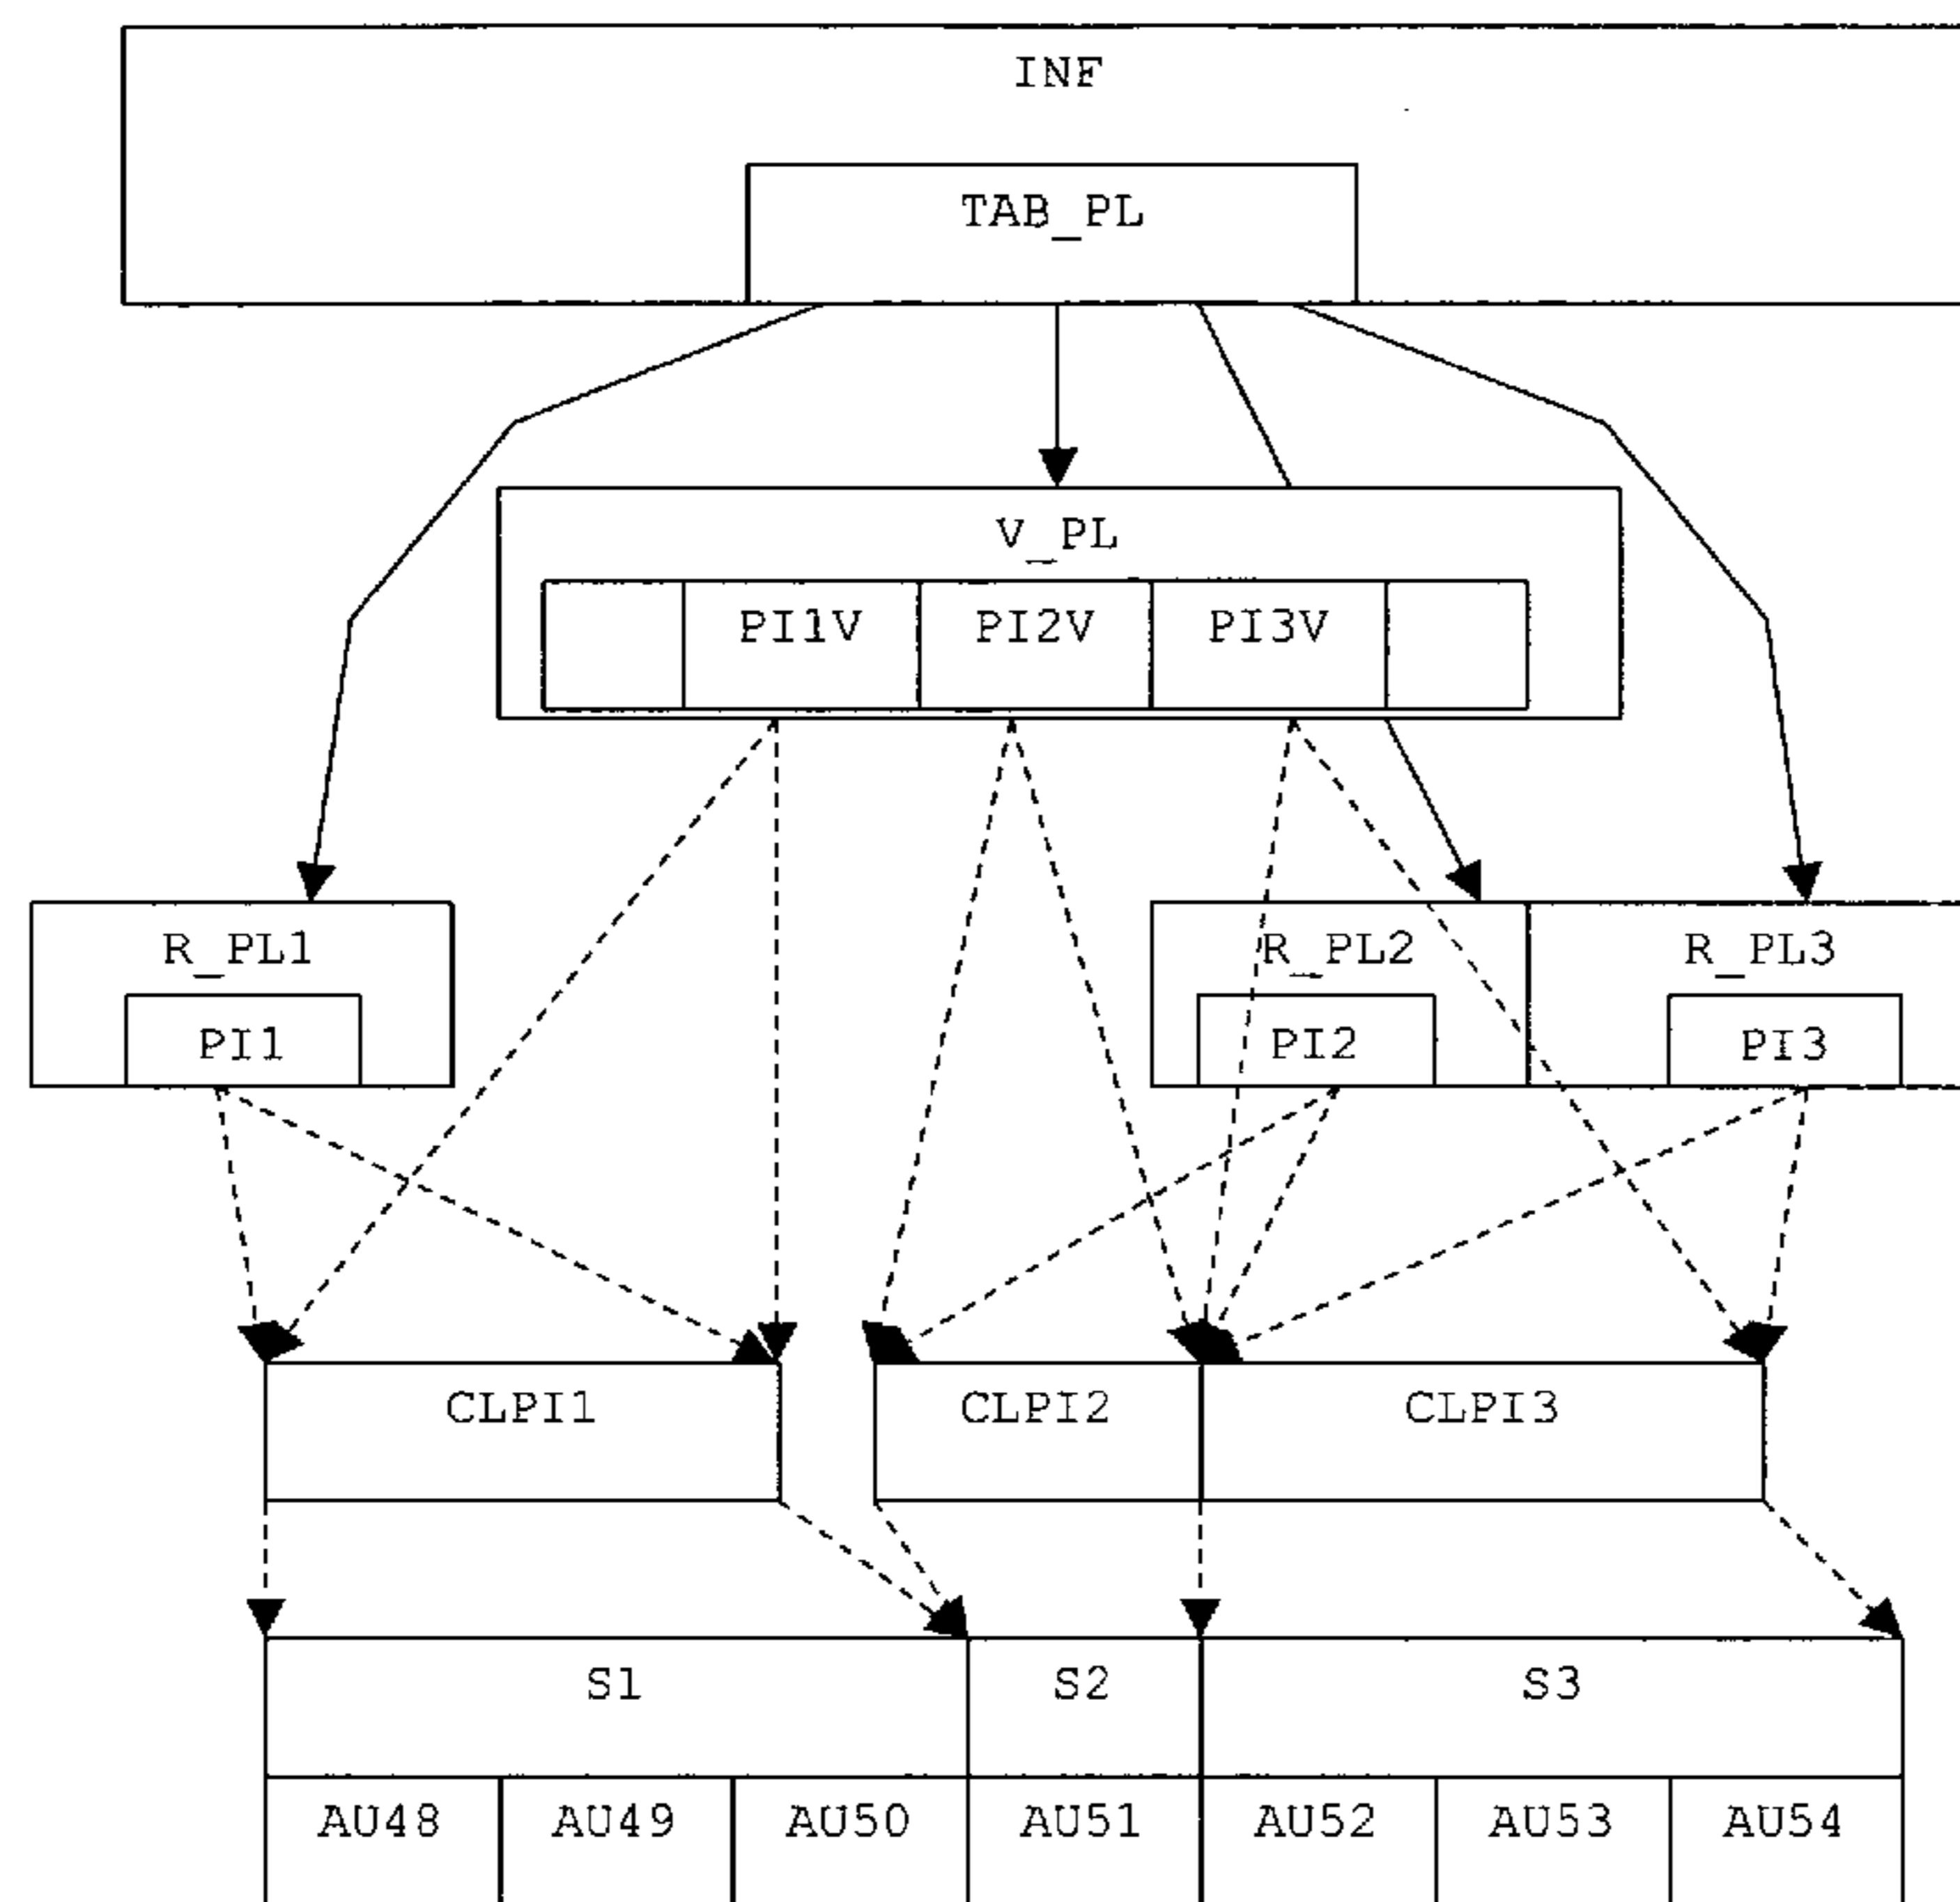 INF
TAB_PL
V_PL
PI1V PI2V PI3V
R_PL1 R_PL2 R_PL3
PI1 PI2 PI3
CLPI1 CLPI2 CLPI3
S1 S2 S3
AU48 AU49 AU50 AU51 AU52 AU53 AU54